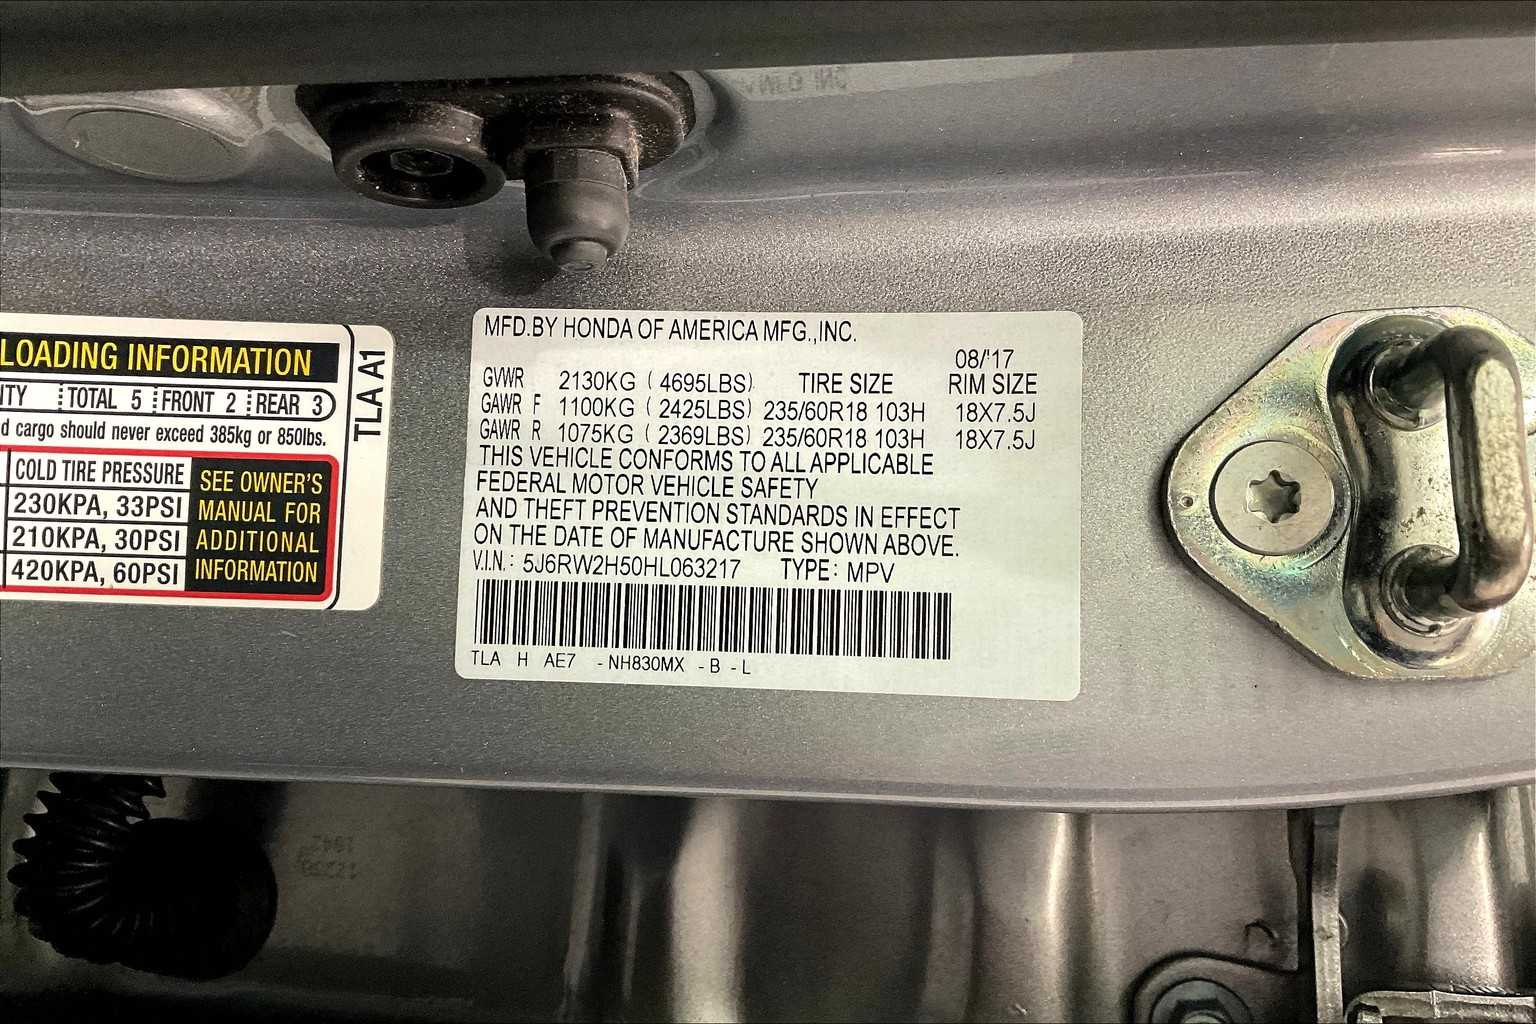 LOADING INFORMATION
ITY TOTAL 5 FRONT 2 REAR 3
d cargo should never exceed 385kg or 850lbs.
COLD TIRE PRESSURE
230KPA, 33PSI
210KPA, 30PSI
420KPA, 60PSI
SEE OWNER'S
MANUAL FOR
ADDITIONAL
INFORMATION
TLA A1
MFD.BY HONDA OF AMERICA MFG.,INC.
08/'17
GVWR 2130KG ( 4695LBS) TIRE SIZE RIM SIZE
GAWR F 1100KG ( 2425LBS) 235/60R18 103H 18X7.5J
GAWR R 1075KG ( 2369LBS) 235/60R18 103H 18X7.5J
THIS VEHICLE CONFORMS TO ALL APPLICABLE
FEDERAL MOTOR VEHICLE SAFETY
AND THEFT PREVENTION STANDARDS IN EFFECT
ON THE DATE OF MANUFACTURE SHOWN ABOVE.
V.I.N.: 5J6RW2H50HL063217 TYPE: MPV
TLA H AE7 -NH830MX -B -L